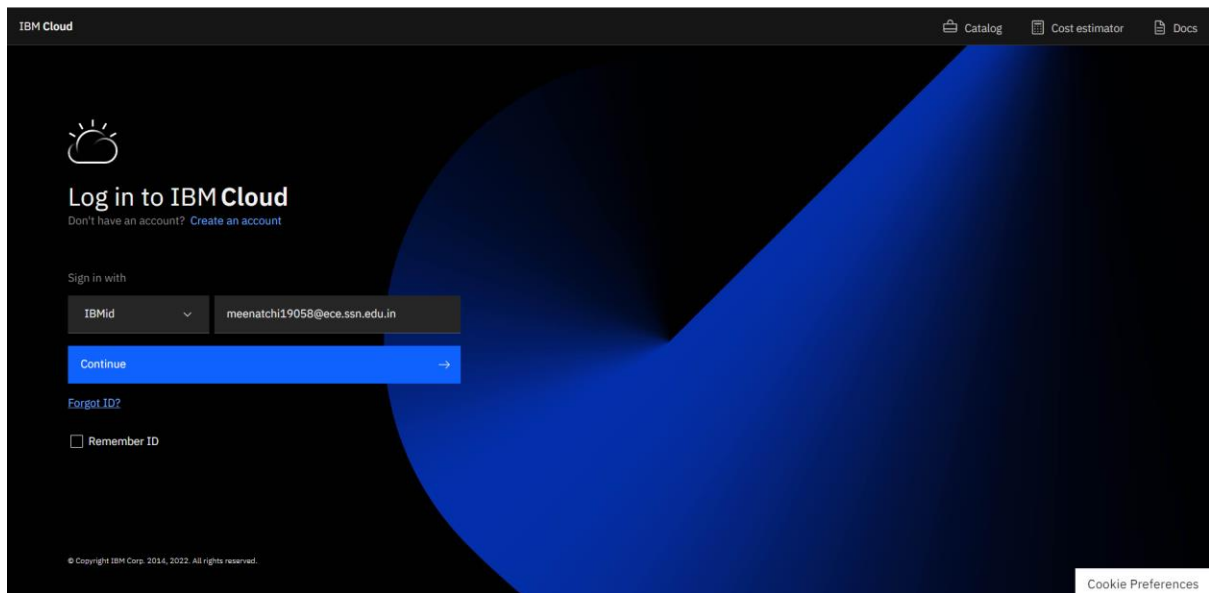 IBM Cloud
Catalog
Cost estimator
Docs
Log in to IBM Cloud
Don't have an account? Create an account
Sign in with
IBMid
meenatchi19058@ece.ssn.edu.in
Continue
Forgot ID?
Remember ID
© Copyright IBM Corp. 2014, 2022. All rights reserved.
Cookie Preferences